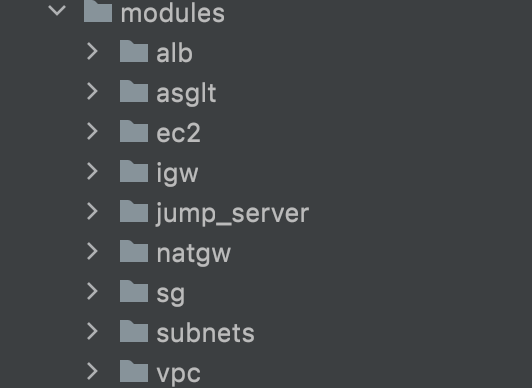 modules
alb
asglt
ec2
igw
jump_server
natgw
sg
subnets
vpc